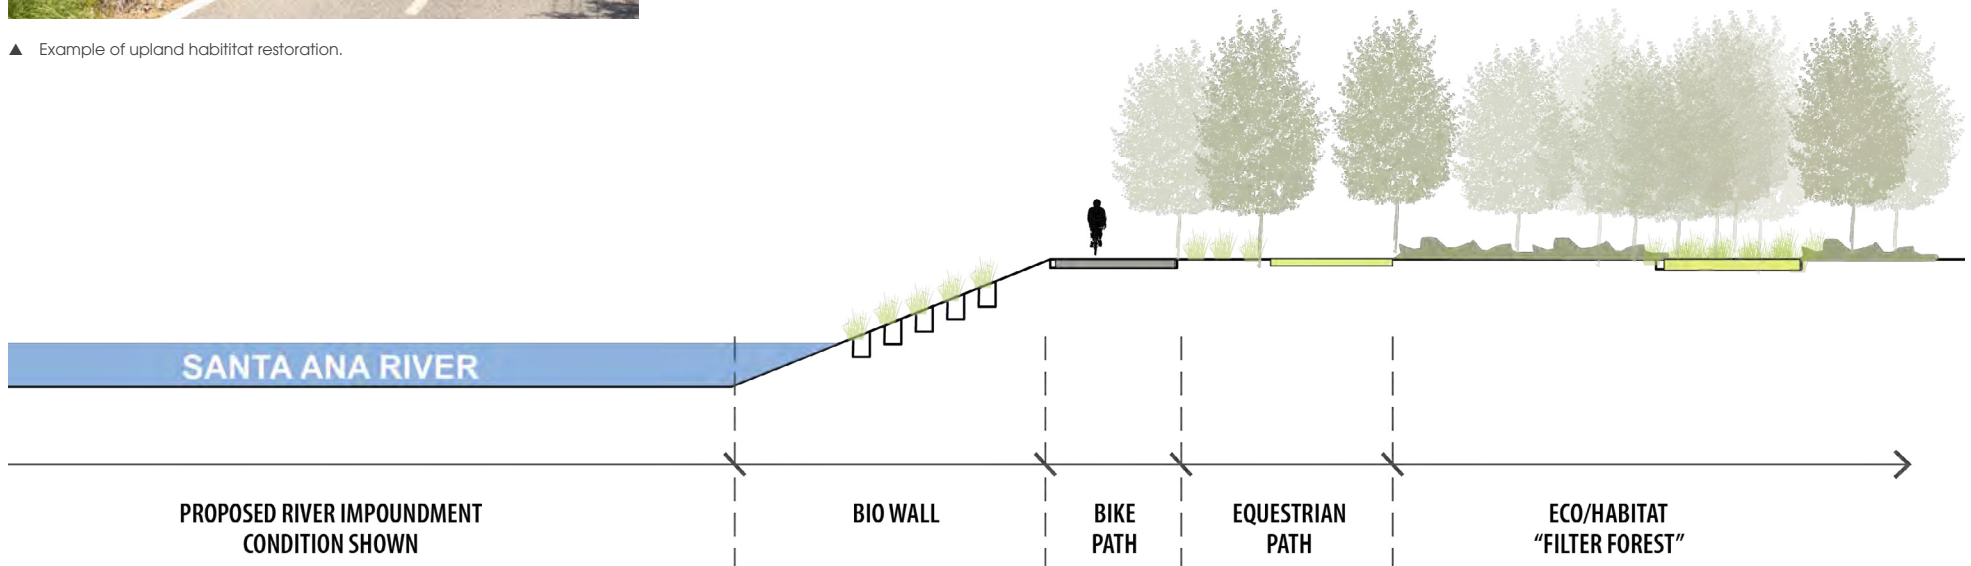 ▲ Example of upland habititat restoration.
SANTA ANA RIVER
PROPOSED RIVER IMPOUNDMENT
CONDITION SHOWN
BIO WALL
BIKE
PATH
EQUESTRIAN
PATH
ECO/HABITAT
“FILTER FOREST”